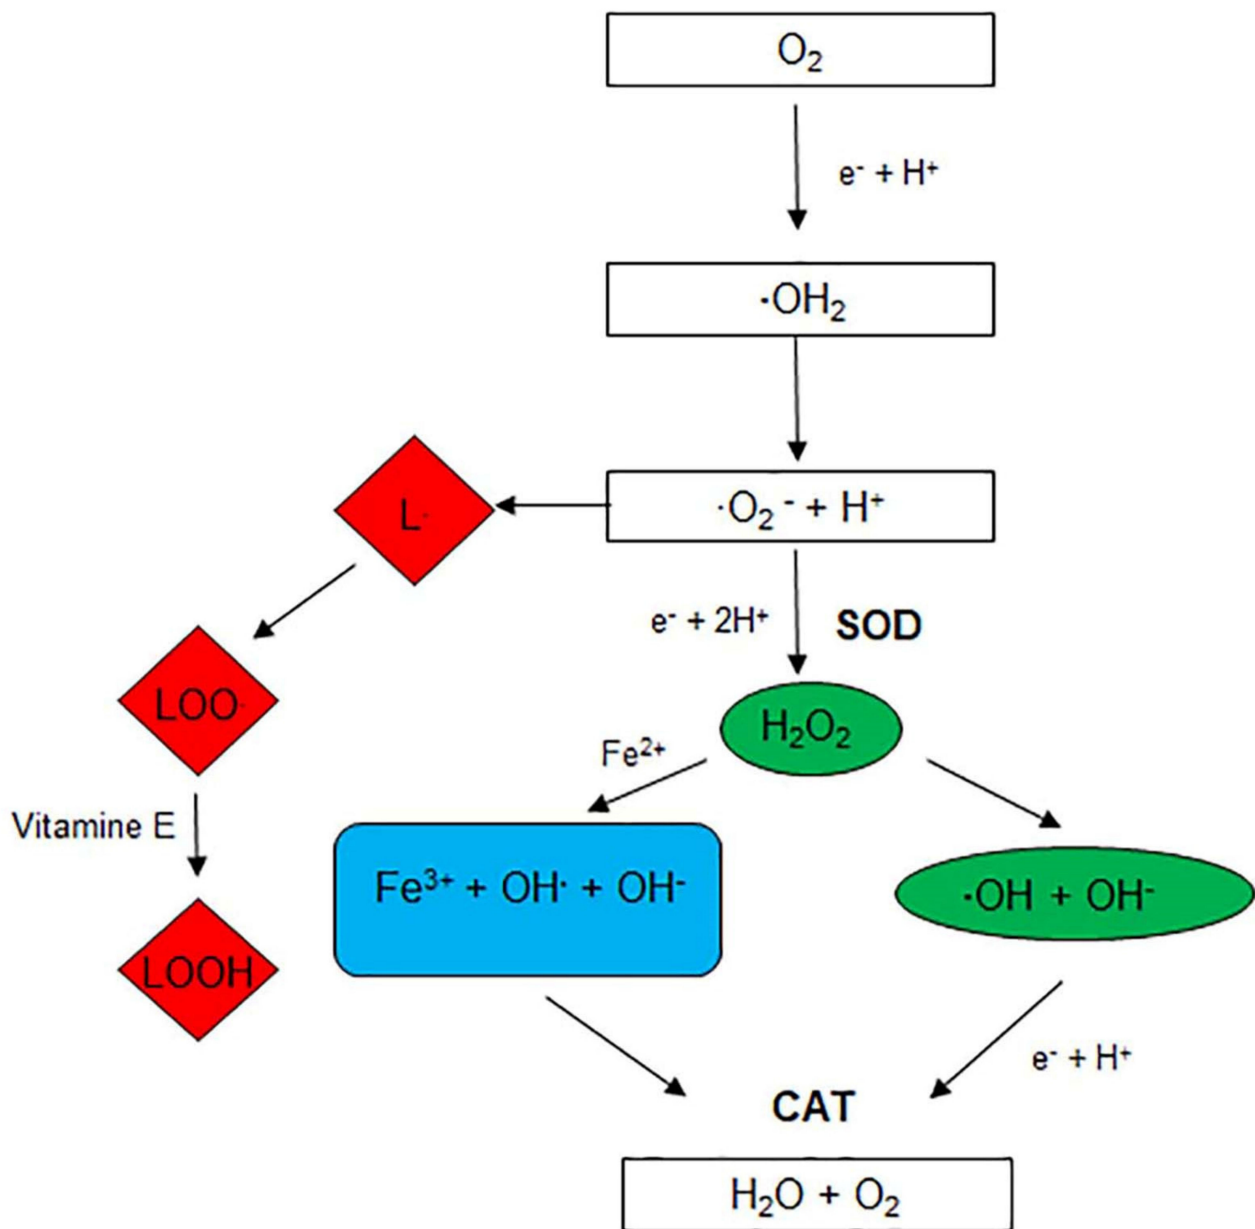 O₂
e⁻ + H⁺
·OH₂
L·
·O₂⁻ + H⁺
e⁻ + 2H⁺
SOD
LOO·
H₂O₂
Fe²⁺
Vitamine E
Fe³⁺ + OH· + OH⁻
·OH + OH⁻
LOOH
e⁻ + H⁺
CAT
H₂O + O₂